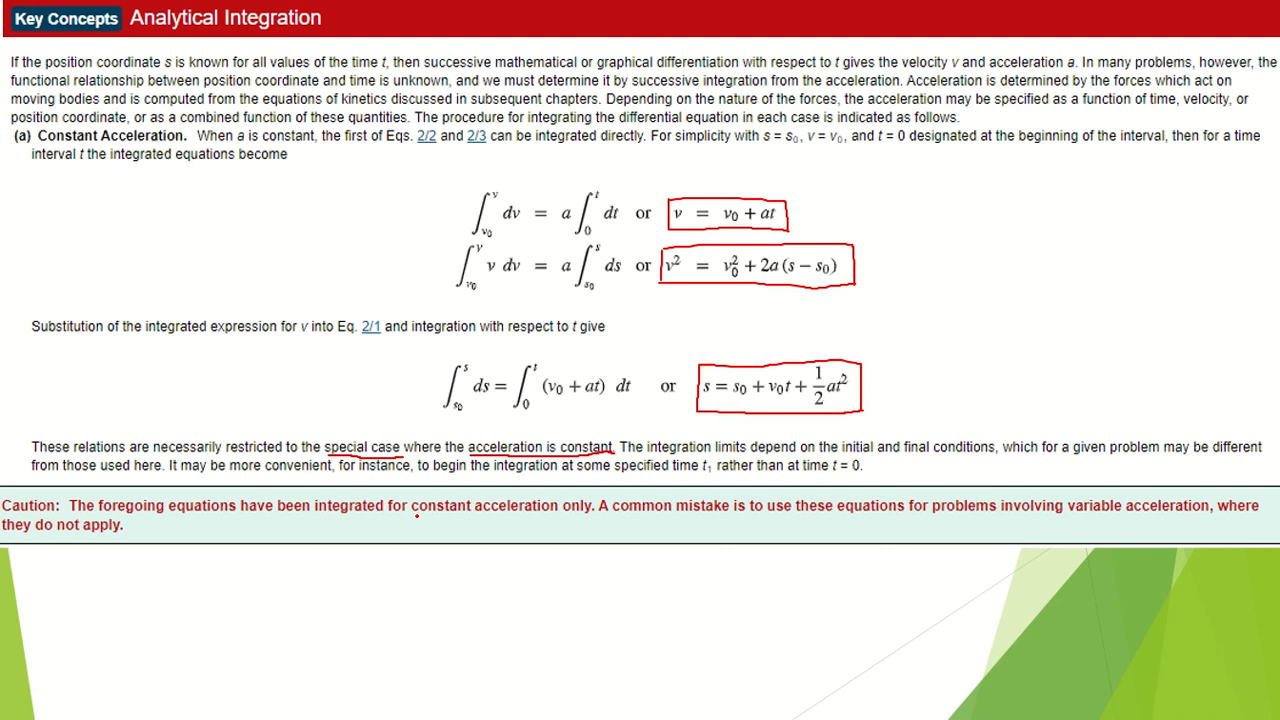 Key Concepts Analytical Integration
If the position coordinate s is known for all values of the time t, then successive mathematical or graphical differentiation with respect to t gives the velocity v and acceleration a. In many problems, however, the
functional relationship between position coordinate and time is unknown, and we must determine it by successive integration from the acceleration. Acceleration is determined by the forces which act on
moving bodies and is computed from the equations of kinetics discussed in subsequent chapters. Depending on the nature of the forces, the acceleration may be specified as a function of time, velocity, or
position coordinate, or as a combined function of these quantities. The procedure for integrating the differential equation in each case is indicated as follows.
(a) Constant Acceleration. When a is constant, the first of Eqs. 2/2 and 2/3 can be integrated directly. For simplicity with s = s₀, v = v₀, and t = 0 designated at the beginning of the interval, then for a time
interval t the integrated equations become
∫_{v₀}^{v} dv = a ∫_{0}^{t} dt or v = v₀ + at
∫_{v₀}^{v} v dv = a ∫_{s₀}^{s} ds or v² = v₀² + 2a(s − s₀)
Substitution of the integrated expression for v into Eq. 2/1 and integration with respect to t give
∫_{s₀}^{s} ds = ∫_{0}^{t} (v₀ + at) dt or s = s₀ + v₀t + 1/2 at²
These relations are necessarily restricted to the special case where the acceleration is constant. The integration limits depend on the initial and final conditions, which for a given problem may be different
from those used here. It may be more convenient, for instance, to begin the integration at some specified time t₁ rather than at time t = 0.
Caution: The foregoing equations have been integrated for constant acceleration only. A common mistake is to use these equations for problems involving variable acceleration, where
they do not apply.